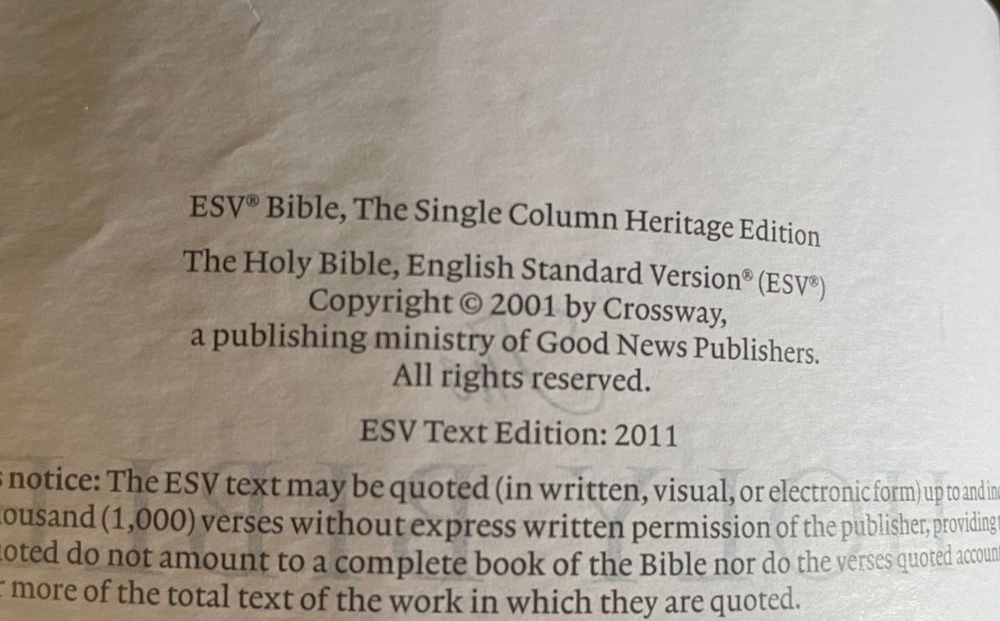 ESV® Bible, The Single Column Heritage Edition
The Holy Bible, English Standard Version® (ESV®)
Copyright © 2001 by Crossway,
a publishing ministry of Good News Publishers.
All rights reserved.
ESV Text Edition: 2011
notice: The ESV text may be quoted (in written, visual, or electronic form) up to and
(1,000) verses without express written permission of the publisher, providing
do not amount to a complete book of the Bible nor do the verses quoted
more of the total text of the work in which they are quoted.